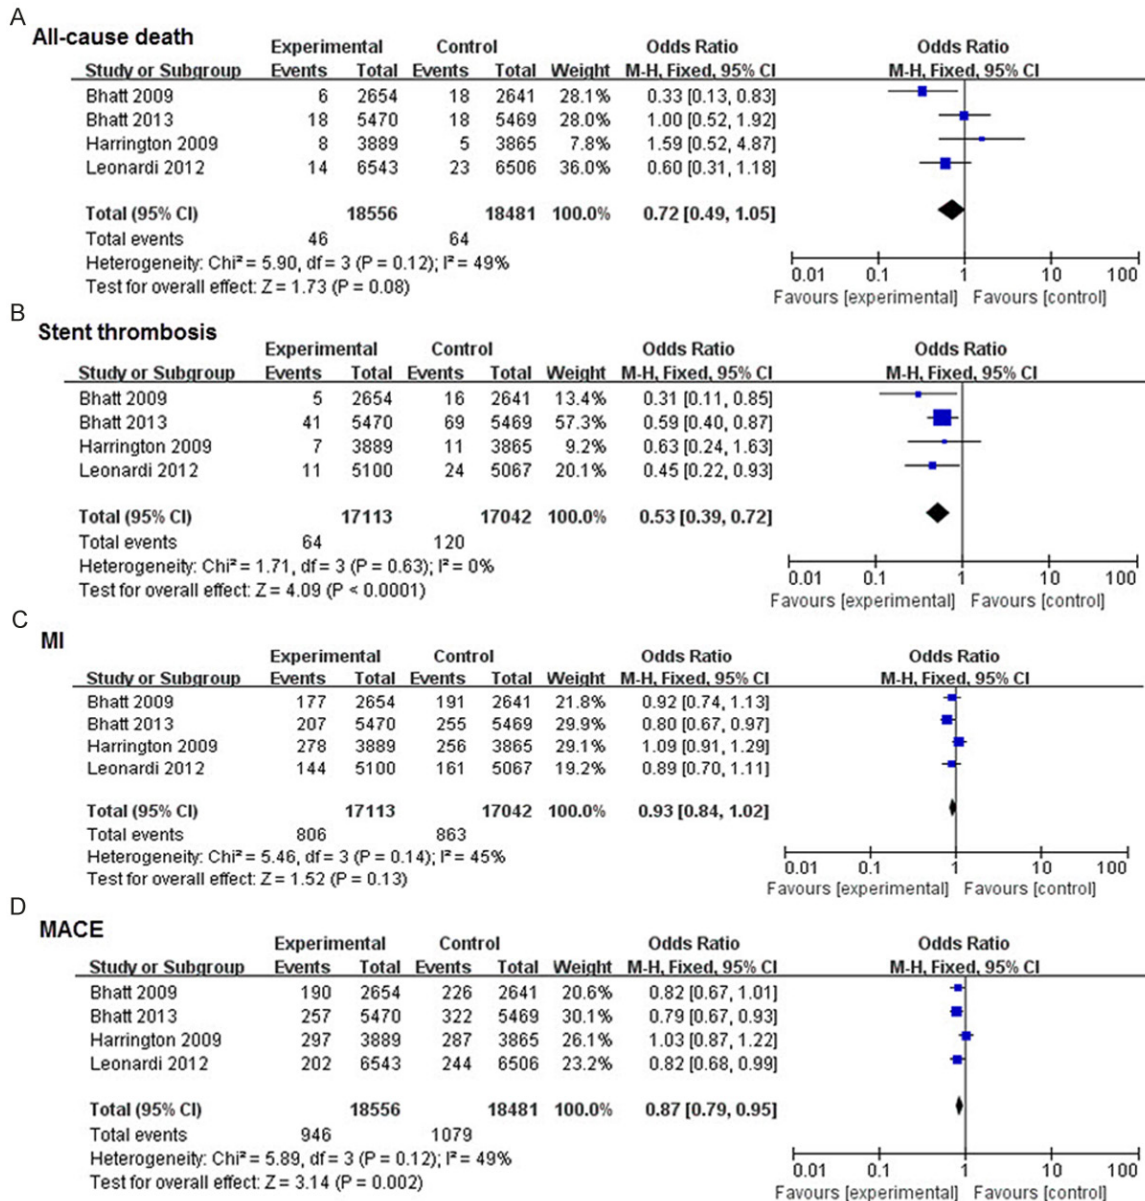 A
All-cause death
Experimental Control Odds Ratio Odds Ratio
Study or Subgroup Events Total Events Total Weight M-H, Fixed, 95% CI M-H, Fixed, 95% CI
Bhatt 2009 6 2654 18 2641 28.1% 0.33 [0.13, 0.83]
Bhatt 2013 18 5470 18 5469 28.0% 1.00 [0.52, 1.92]
Harrington 2009 8 3889 5 3865 7.8% 1.59 [0.52, 4.87]
Leonardi 2012 14 6543 23 6506 36.0% 0.60 [0.31, 1.18]
Total (95% CI) 18556 18481 100.0% 0.72 [0.49, 1.05]
Total events 46 64
Heterogeneity: Chi² = 5.90, df = 3 (P = 0.12); I² = 49%
Test for overall effect: Z = 1.73 (P = 0.08)
0.01 0.1 1 10 100
Favours [experimental] Favours [control]
B
Stent thrombosis
Experimental Control Odds Ratio Odds Ratio
Study or Subgroup Events Total Events Total Weight M-H, Fixed, 95% CI M-H, Fixed, 95% CI
Bhatt 2009 5 2654 16 2641 13.4% 0.31 [0.11, 0.85]
Bhatt 2013 41 5470 69 5469 57.3% 0.59 [0.40, 0.87]
Harrington 2009 7 3889 11 3865 9.2% 0.63 [0.24, 1.63]
Leonardi 2012 11 5100 24 5067 20.1% 0.45 [0.22, 0.93]
Total (95% CI) 17113 17042 100.0% 0.53 [0.39, 0.72]
Total events 64 120
Heterogeneity: Chi² = 1.71, df = 3 (P = 0.63); I² = 0%
Test for overall effect: Z = 4.09 (P < 0.0001)
0.01 0.1 1 10 100
Favours [experimental] Favours [control]
C
MI
Experimental Control Odds Ratio Odds Ratio
Study or Subgroup Events Total Events Total Weight M-H, Fixed, 95% CI M-H, Fixed, 95% CI
Bhatt 2009 177 2654 191 2641 21.8% 0.92 [0.74, 1.13]
Bhatt 2013 207 5470 255 5469 29.9% 0.80 [0.67, 0.97]
Harrington 2009 278 3889 256 3865 29.1% 1.09 [0.91, 1.29]
Leonardi 2012 144 5100 161 5067 19.2% 0.89 [0.70, 1.11]
Total (95% CI) 17113 17042 100.0% 0.93 [0.84, 1.02]
Total events 806 863
Heterogeneity: Chi² = 5.46, df = 3 (P = 0.14); I² = 45%
Test for overall effect: Z = 1.52 (P = 0.13)
0.01 0.1 1 10 100
Favours [experimental] Favours [control]
D
MACE
Experimental Control Odds Ratio Odds Ratio
Study or Subgroup Events Total Events Total Weight M-H, Fixed, 95% CI M-H, Fixed, 95% CI
Bhatt 2009 190 2654 226 2641 20.6% 0.82 [0.67, 1.01]
Bhatt 2013 257 5470 322 5469 30.1% 0.79 [0.67, 0.93]
Harrington 2009 297 3889 287 3865 26.1% 1.03 [0.87, 1.22]
Leonardi 2012 202 6543 244 6506 23.2% 0.82 [0.68, 0.99]
Total (95% CI) 18556 18481 100.0% 0.87 [0.79, 0.95]
Total events 946 1079
Heterogeneity: Chi² = 5.89, df = 3 (P = 0.12); I² = 49%
Test for overall effect: Z = 3.14 (P = 0.002)
0.01 0.1 1 10 100
Favours [experimental] Favours [control]